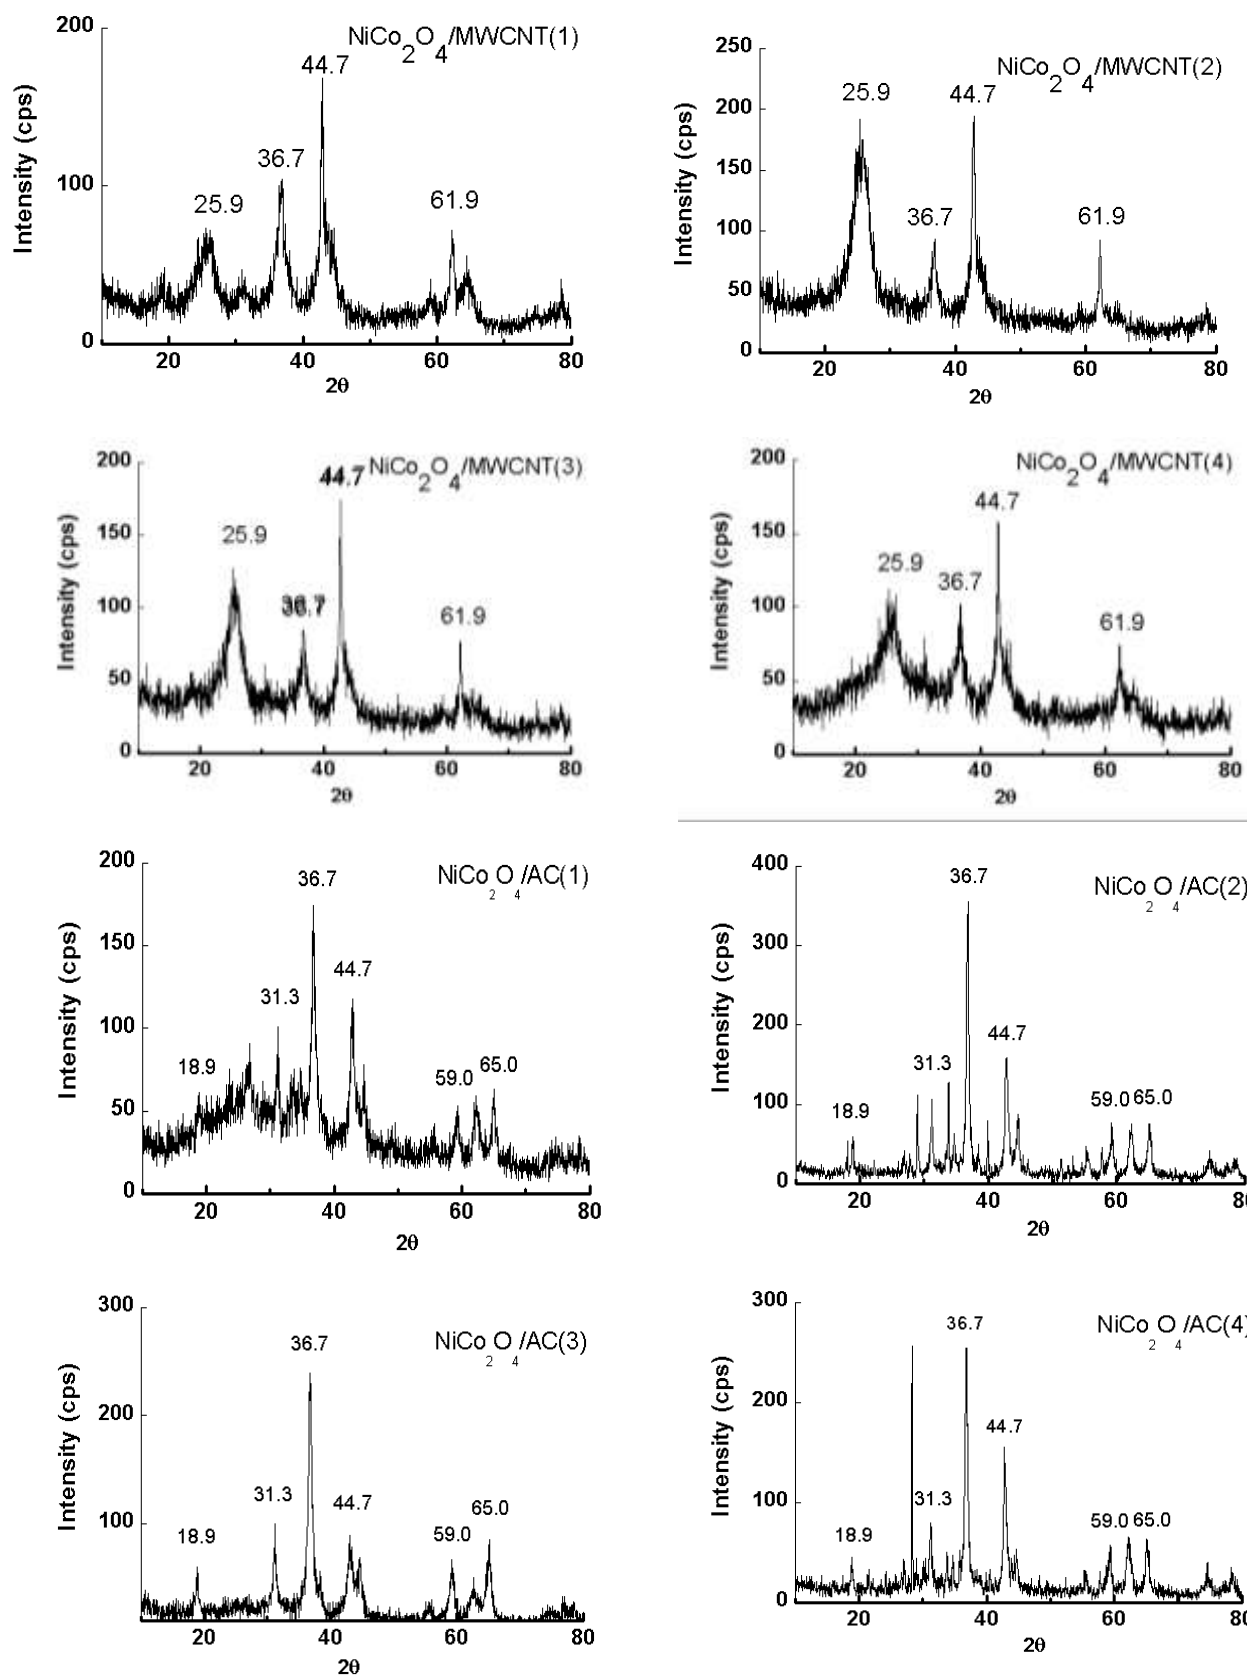 NiCo2O4/MWCNT(1)
Intensity (cps)
200
100
0
25.9
36.7
44.7
61.9
20 40 60 80
2θ
NiCo2O4/MWCNT(2)
Intensity (cps)
250
200
150
100
50
0
25.9
36.7
44.7
61.9
20 40 60 80
2θ
NiCo2O4/MWCNT(3)
Intensity (cps)
200
150
100
50
0
25.9
36.7
44.7
61.9
20 40 60 80
2θ
NiCo2O4/MWCNT(4)
Intensity (cps)
200
150
100
50
0
25.9
36.7
44.7
61.9
20 40 60 80
2θ
NiCo2O4/AC(1)
Intensity (cps)
200
150
100
50
0
18.9
31.3
36.7
44.7
59.0
65.0
20 40 60 80
2θ
NiCo2O4/AC(2)
Intensity (cps)
400
300
200
100
0
18.9
31.3
36.7
44.7
59.0
65.0
20 40 60 80
2θ
NiCo2O4/AC(3)
Intensity (cps)
300
200
100
18.9
31.3
36.7
44.7
59.0
65.0
20 40 60 80
2θ
NiCo2O4/AC(4)
Intensity (cps)
300
200
100
0
18.9
31.3
36.7
44.7
59.0
65.0
20 40 60 80
2θ